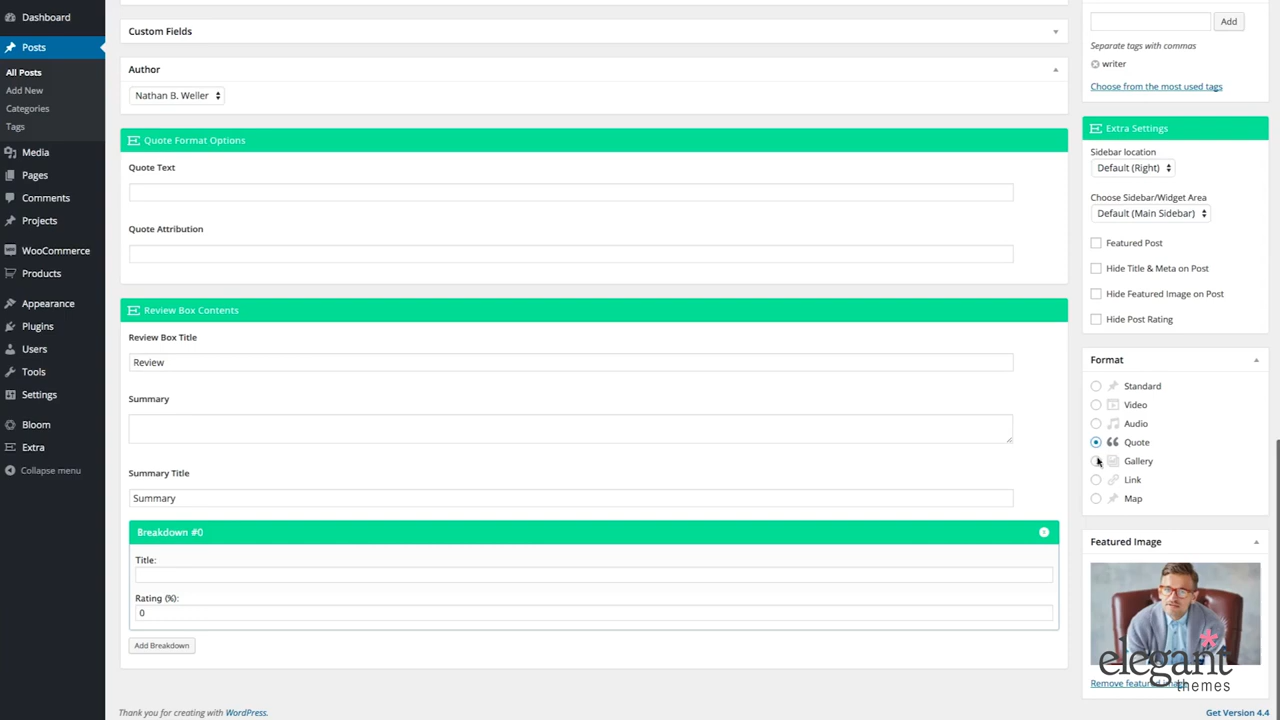 Dashboard
Posts
All Posts
Add New
Categories
Tags
Media
Pages
Comments
Projects
WooCommerce
Products
Appearance
Plugins
Users
Tools
Settings
Bloom
Extra
Collapse menu
Custom Fields
Author
Nathan B. Weller
Quote Format Options
Quote Text
Quote Attribution
Review Box Contents
Review Box Title
Review
Summary
Summary Title
Summary
Breakdown #0
Title:
Rating (%):
0
Add Breakdown
Thank you for creating with WordPress.
Add
Separate tags with commas
writer
Choose from the most used tags
Extra Settings
Sidebar location
Default (Right)
Choose Sidebar/Widget Area
Default (Main Sidebar)
Featured Post
Hide Title & Meta on Post
Hide Featured Image on Post
Hide Post Rating
Format
Standard
Video
Audio
Quote
Gallery
Link
Map
Featured Image
elegant
themes
Remove featured image
Get Version 4.4